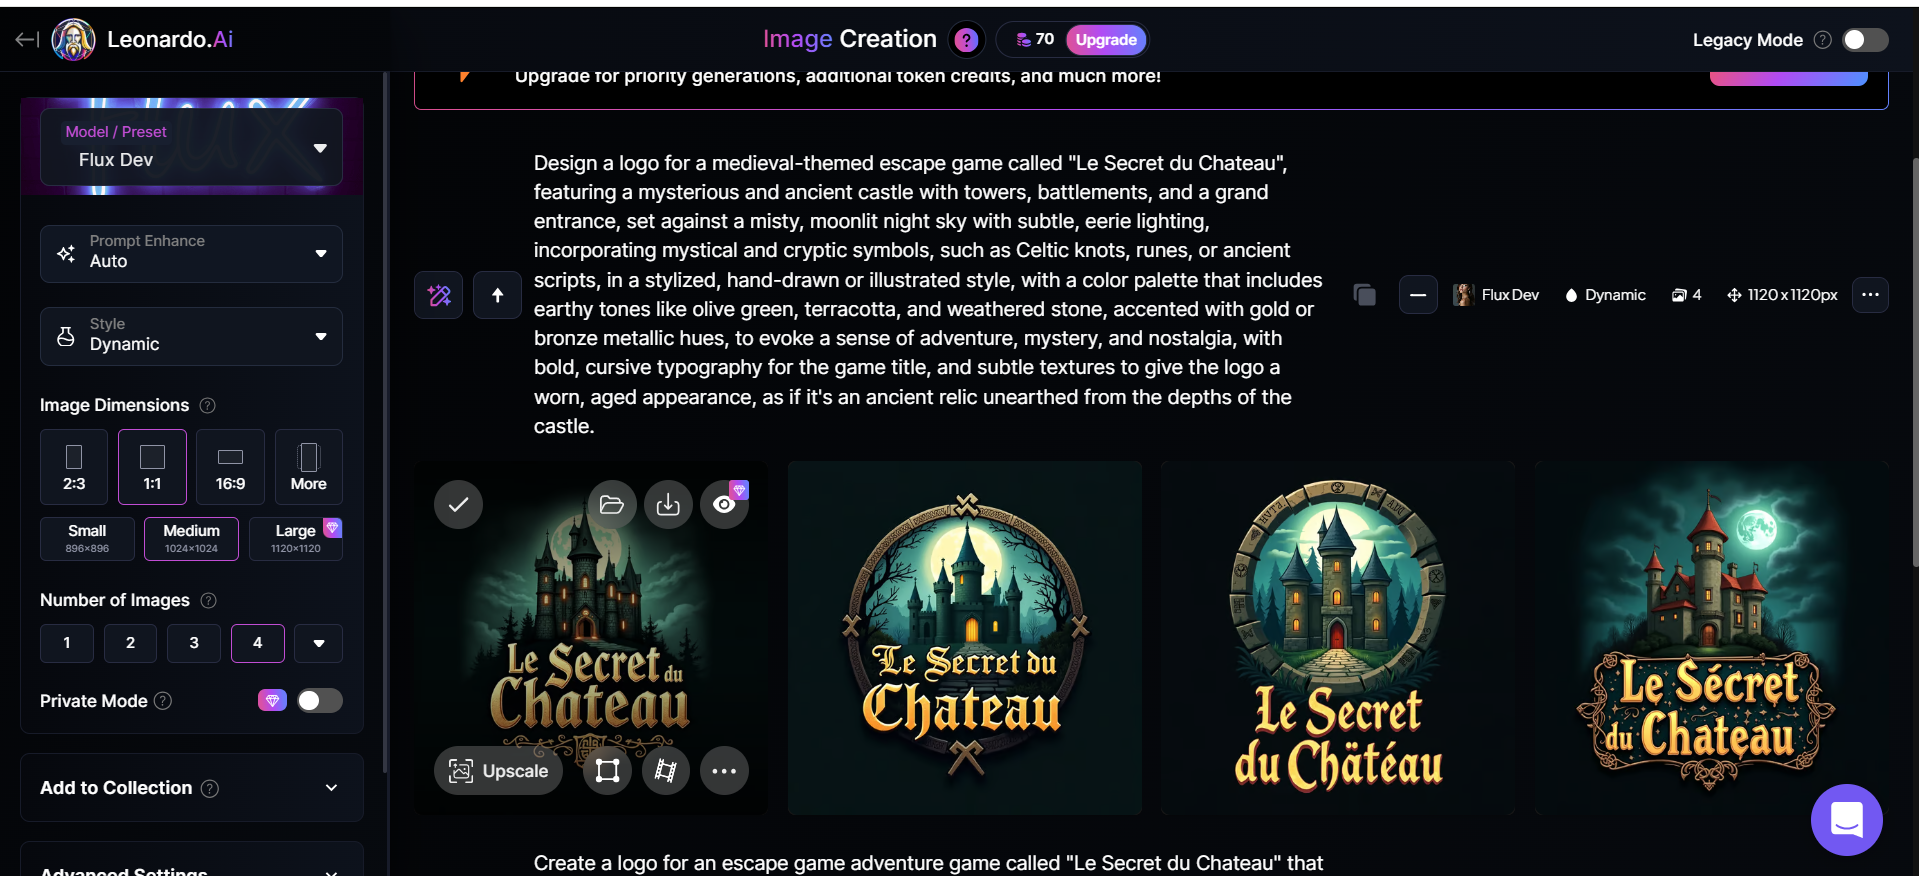 Leonardo.Ai
Image Creation
?
70
Upgrade
Legacy Mode
?
Upgrade for priority generations, additional token credits, and much more!
Model / Preset
Flux Dev
Prompt Enhance
Auto
Style
Dynamic
Image Dimensions
?
2:3
1:1
16:9
More
Small
896×896
Medium
1024×1024
Large
1120×1120
Number of Images
?
1
2
3
4
Private Mode
?
Add to Collection
?
Advanced Settings
Design a logo for a medieval-themed escape game called "Le Secret du Chateau",
featuring a mysterious and ancient castle with towers, battlements, and a grand
entrance, set against a misty, moonlit night sky with subtle, eerie lighting,
incorporating mystical and cryptic symbols, such as Celtic knots, runes, or ancient
scripts, in a stylized, hand-drawn or illustrated style, with a color palette that includes
earthy tones like olive green, terracotta, and weathered stone, accented with gold or
bronze metallic hues, to evoke a sense of adventure, mystery, and nostalgia, with
bold, cursive typography for the game title, and subtle textures to give the logo a
worn, aged appearance, as if it's an ancient relic unearthed from the depths of the
castle.
Flux Dev
Dynamic
4
1120 x 1120px
Le Secret du
Chateau
Upscale
Le Secret du
Chateau
Le Secret
du Chätéau
Le Sécret
du Chateau
Create a logo for an escape game adventure game called "Le Secret du Chateau" that